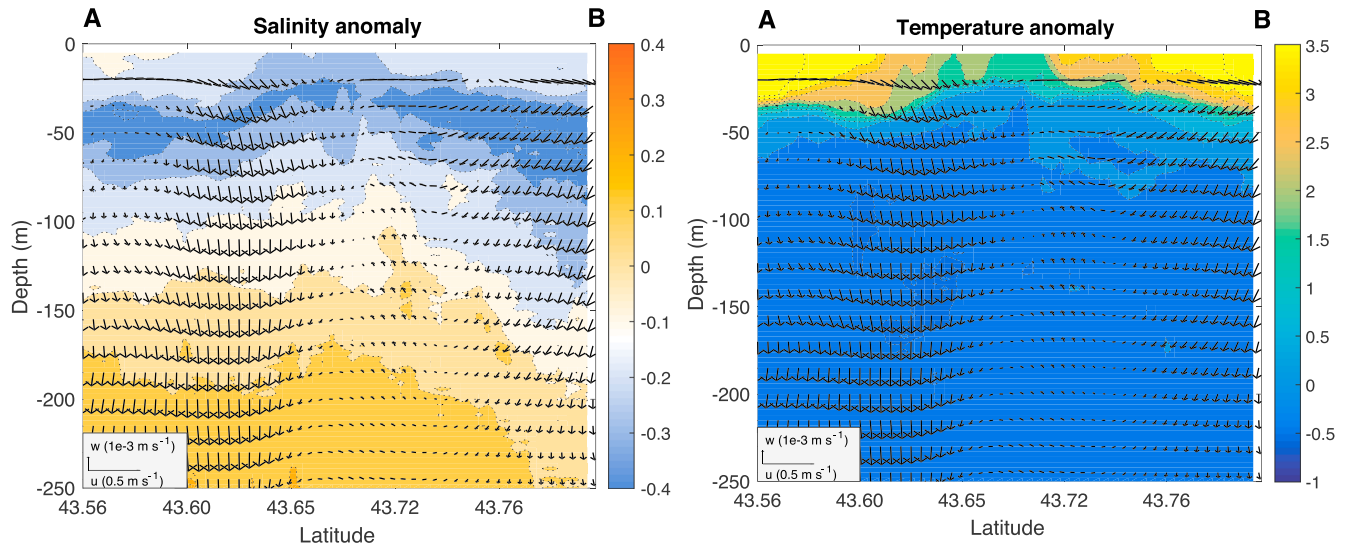 A
Salinity anomaly
B
0
-50
-100
-150
-200
-250
Depth (m)
43.56
43.60
43.65
43.72
43.76
Latitude
w (1e-3 m s-1)
u (0.5 m s-1)
0.4
0.3
0.2
0.1
0
-0.1
-0.2
-0.3
-0.4
A
Temperature anomaly
B
0
-50
-100
-150
-200
-250
Depth (m)
43.56
43.60
43.65
43.72
43.76
Latitude
w (1e-3 m s-1)
u (0.5 m s-1)
3.5
3
2.5
2
1.5
1
0.5
0
-0.5
-1